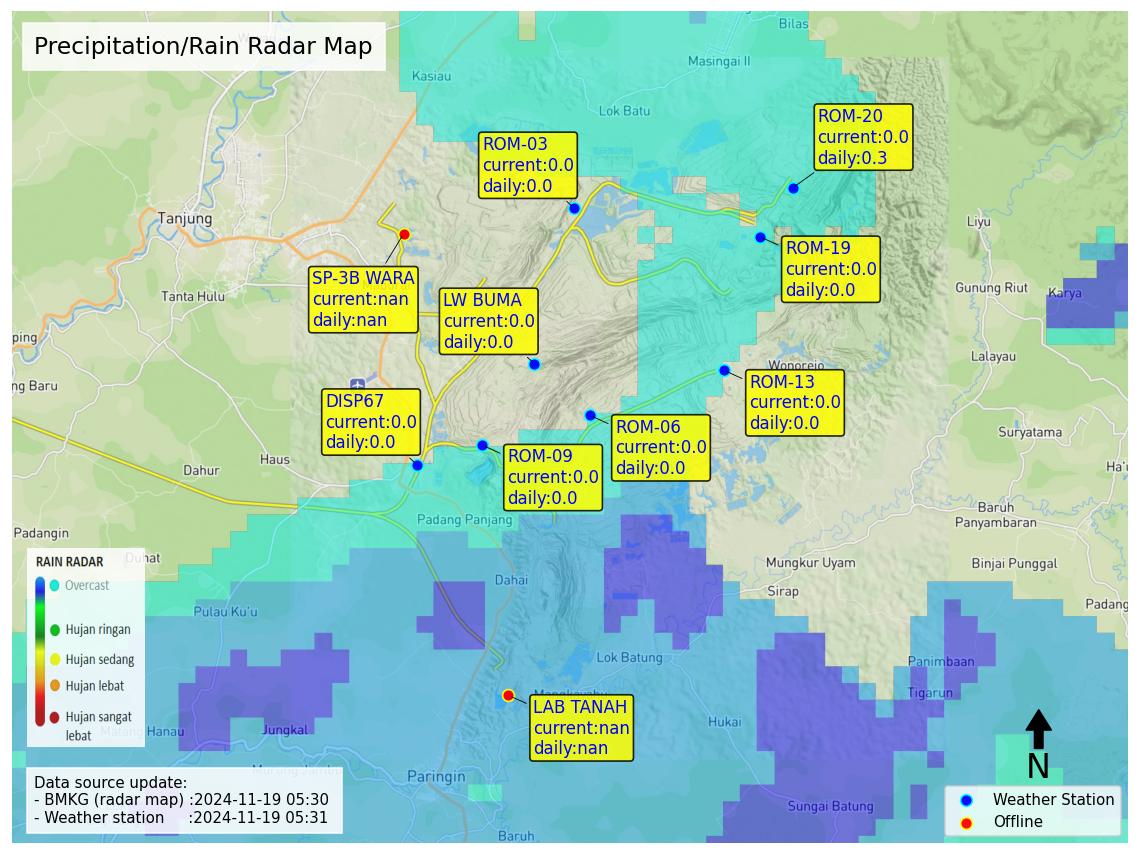 Precipitation/Rain Radar Map
Bilas
Masingai II
Kasiau
Lok Batu
ROM-20
current:0.0
daily:0.3
ROM-03
current:0.0
daily:0.0
Tanjung
Liyu
ROM-19
current:0.0
daily:0.0
SP-3B WARA
current:nan
daily:nan
Tanta Hulu
LW BUMA
current:0.0
daily:0.0
Gunung Riut
Karya
ping
Lalayau
Wonorejo
ng Baru
ROM-13
current:0.0
daily:0.0
DISP67
current:0.0
daily:0.0
ROM-06
current:0.0
daily:0.0
Suryatama
Haus
Dahur
ROM-09
current:0.0
daily:0.0
Ha'u
Baruh
Panyambaran
Padang Panjang
Padangin
Duhat
Mungkur Uyam
Binjai Punggal
Dahai
Sirap
Padang
RAIN RADAR
Overcast
Hujan ringan
Hujan sedang
Hujan lebat
Hujan sangat
lebat
Pulau Ku'u
Lok Batung
Panimbaan
Tigarun
Mangkayahu
LAB TANAH
current:nan
daily:nan
Hukai
Matang Hanau
Jungkal
Murung Jambu
Paringin
Sungai Batung
Baruh
Data source update:
- BMKG (radar map) :2024-11-19 05:30
- Weather station :2024-11-19 05:31
N
Weather Station
Offline